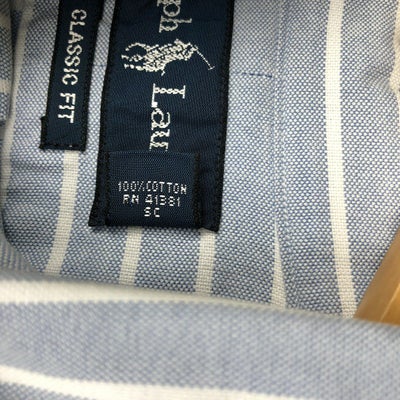 CLASSIC FIT
ph
Lau
100% COTTON
RN 41381
SC